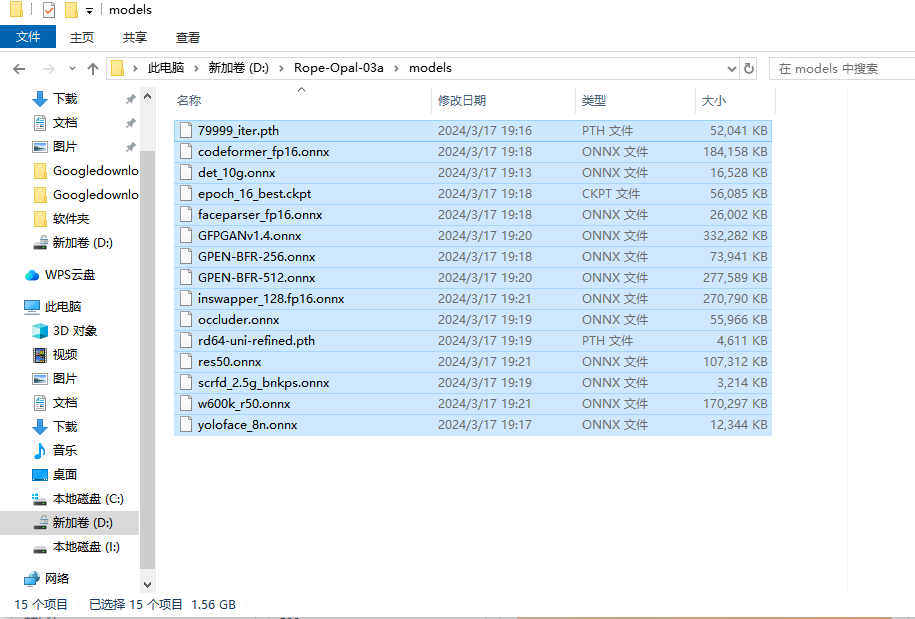 models
文件 主页 共享 查看
此电脑 新加卷 (D:) Rope-Opal-03a models
在 models 中搜索
下载
文档
图片
Googledownlo
Googledownlo
软件夹
新加卷 (D:)
WPS云盘
此电脑
3D 对象
视频
图片
文档
下载
音乐
桌面
本地磁盘 (C:)
新加卷 (D:)
本地磁盘 (I:)
网络
名称 修改日期 类型 大小
79999_iter.pth 2024/3/17 19:16 PTH 文件 52,041 KB
codeformer_fp16.onnx 2024/3/17 19:18 ONNX 文件 184,158 KB
det_10g.onnx 2024/3/17 19:13 ONNX 文件 16,528 KB
epoch_16_best.ckpt 2024/3/17 19:18 CKPT 文件 56,085 KB
faceparser_fp16.onnx 2024/3/17 19:18 ONNX 文件 26,002 KB
GFPGANv1.4.onnx 2024/3/17 19:20 ONNX 文件 332,282 KB
GPEN-BFR-256.onnx 2024/3/17 19:18 ONNX 文件 73,941 KB
GPEN-BFR-512.onnx 2024/3/17 19:20 ONNX 文件 277,589 KB
inswapper_128.fp16.onnx 2024/3/17 19:21 ONNX 文件 270,790 KB
occluder.onnx 2024/3/17 19:19 ONNX 文件 55,966 KB
rd64-uni-refined.pth 2024/3/17 19:19 PTH 文件 4,611 KB
res50.onnx 2024/3/17 19:21 ONNX 文件 107,312 KB
scrfd_2.5g_bnkps.onnx 2024/3/17 19:19 ONNX 文件 3,214 KB
w600k_r50.onnx 2024/3/17 19:21 ONNX 文件 170,297 KB
yoloface_8n.onnx 2024/3/17 19:17 ONNX 文件 12,344 KB
15 个项目 已选择 15 个项目 1.56 GB